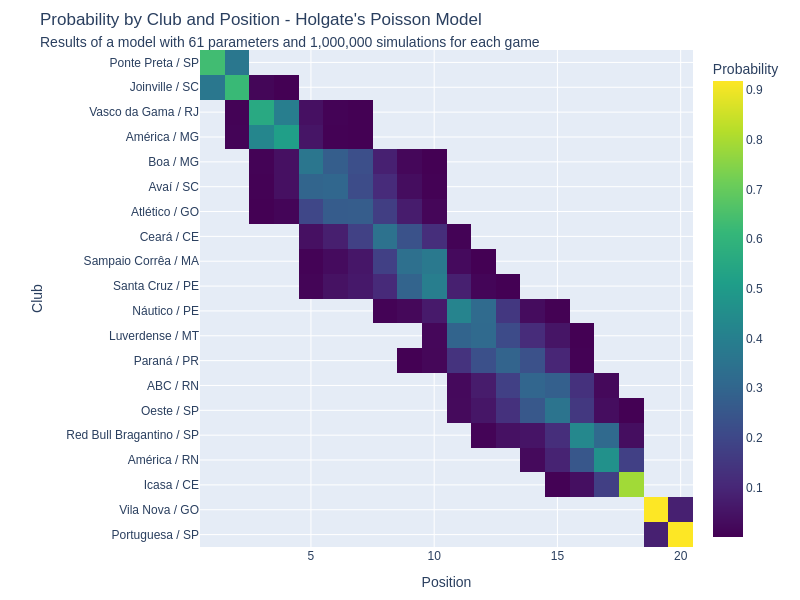 Probability by Club and Position - Holgate's Poisson Model
Results of a model with 61 parameters and 1,000,000 simulations for each game
Probability
Ponte Preta / SP
Joinville / SC
Vasco da Gama / RJ
América / MG
Boa / MG
Avaí / SC
Atlético / GO
Ceará / CE
Sampaio Corrêa / MA
Santa Cruz / PE
Náutico / PE
Luverdense / MT
Paraná / PR
ABC / RN
Oeste / SP
Red Bull Bragantino / SP
América / RN
Icasa / CE
Vila Nova / GO
Portuguesa / SP
Club
5
10
15
20
Position
0.9
0.8
0.7
0.6
0.5
0.4
0.3
0.2
0.1